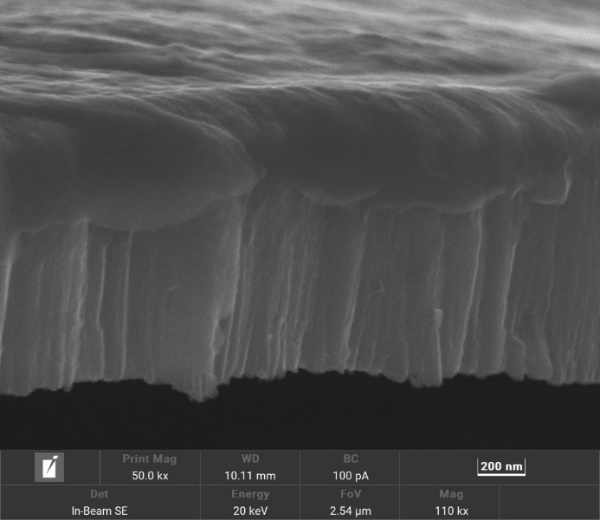 Print Mag WD BC
50.0 kx 10.11 mm 100 pA 200 nm
Det Energy FoV Mag
In-Beam SE 20 keV 2.54 µm 110 kx